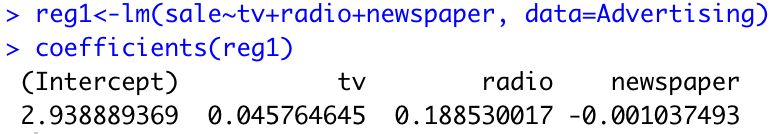 > reg1<-lm(sale~tv+radio+newspaper, data=Advertising)
> coefficients(reg1)
(Intercept) tv radio newspaper
2.938889369 0.045764645 0.188530017 -0.001037493